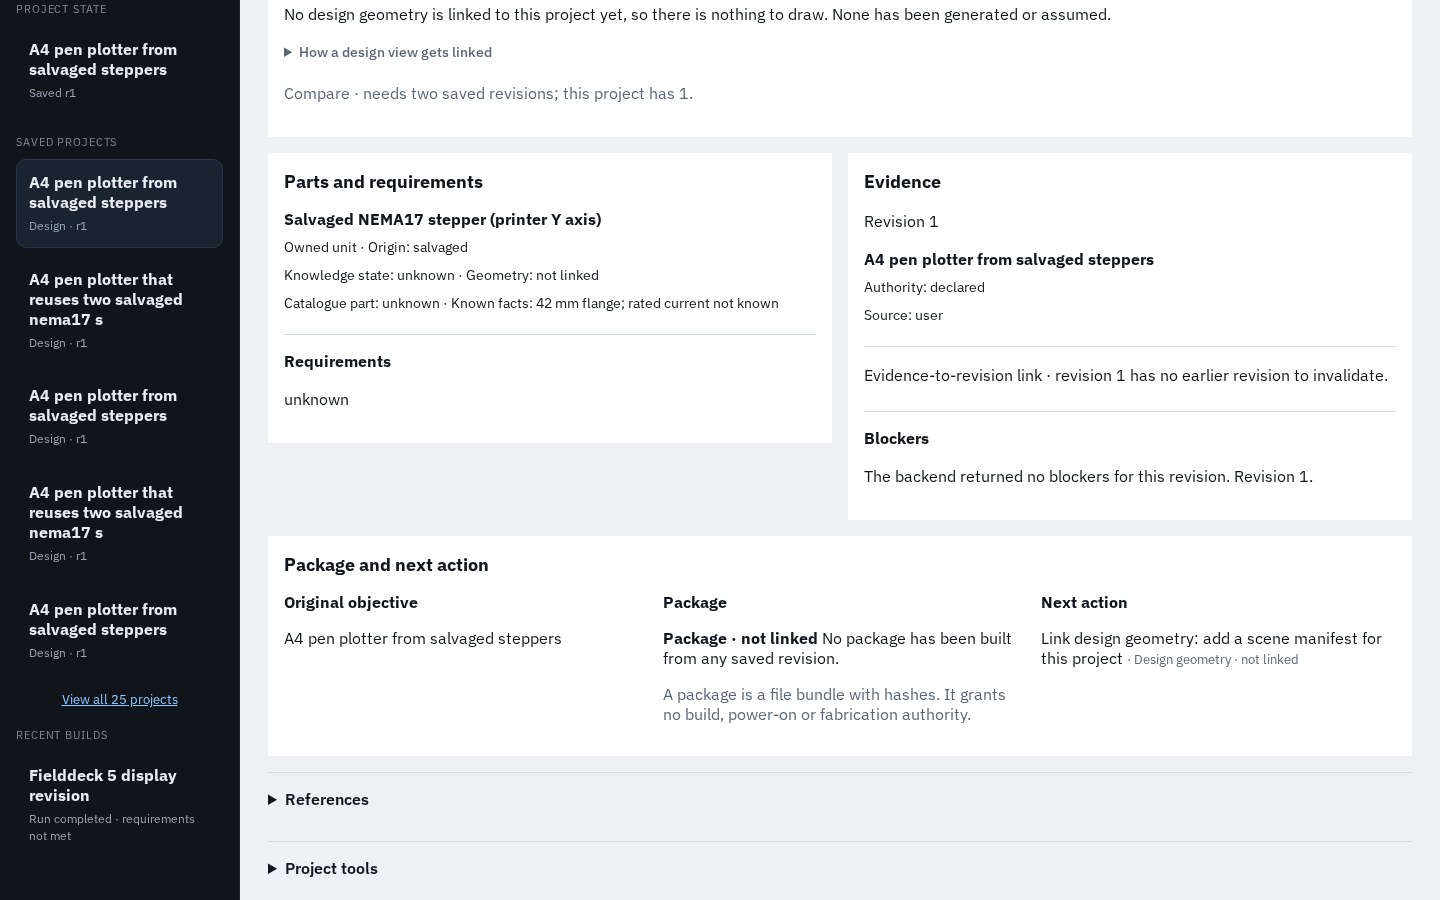 PROJECT STATE
A4 pen plotter from
salvaged steppers
Saved r1
SAVED PROJECTS
A4 pen plotter from
salvaged steppers
Design · r1
A4 pen plotter that
reuses two salvaged
nema17 s
Design · r1
A4 pen plotter from
salvaged steppers
Design · r1
A4 pen plotter that
reuses two salvaged
nema17 s
Design · r1
A4 pen plotter from
salvaged steppers
Design · r1
View all 25 projects
RECENT BUILDS
Fielddeck 5 display
revision
Run completed · requirements
not met
No design geometry is linked to this project yet, so there is nothing to draw. None has been generated or assumed.
How a design view gets linked
Compare · needs two saved revisions; this project has 1.
Parts and requirements
Salvaged NEMA17 stepper (printer Y axis)
Owned unit · Origin: salvaged
Knowledge state: unknown · Geometry: not linked
Catalogue part: unknown · Known facts: 42 mm flange; rated current not known
Requirements
unknown
Evidence
Revision 1
A4 pen plotter from salvaged steppers
Authority: declared
Source: user
Evidence-to-revision link · revision 1 has no earlier revision to invalidate.
Blockers
The backend returned no blockers for this revision. Revision 1.
Package and next action
Original objective
A4 pen plotter from salvaged steppers
Package
Package · not linked No package has been built
from any saved revision.
A package is a file bundle with hashes. It grants
no build, power-on or fabrication authority.
Next action
Link design geometry: add a scene manifest for
this project · Design geometry · not linked
References
Project tools